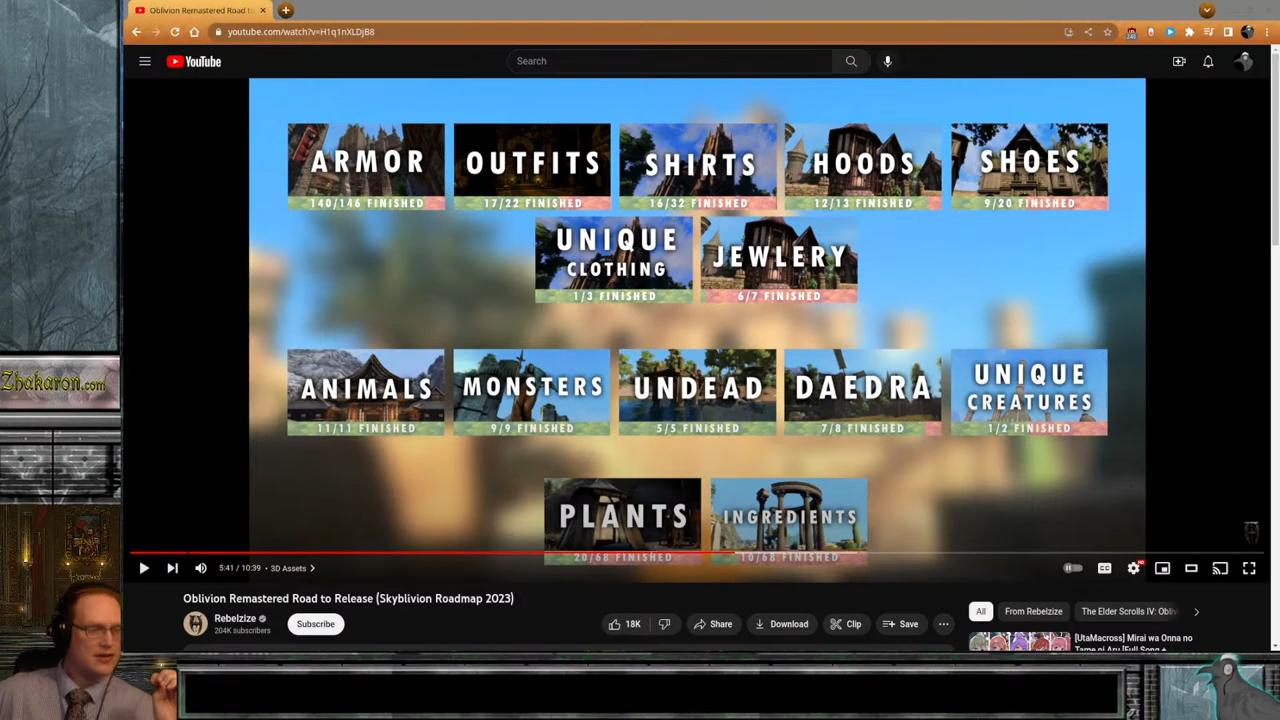 Oblivion Remastered Road to
youtube.com/watch?v=H1q1nXLDjB8
240
YouTube
Search
ARMOR
140/146 FINISHED
OUTFITS
17/22 FINISHED
SHIRTS
16/32 FINISHED
HOODS
12/13 FINISHED
SHOES
9/20 FINISHED
UNIQUE
CLOTHING
1/3 FINISHED
JEWLERY
6/7 FINISHED
ANIMALS
11/11 FINISHED
MONSTERS
9/9 FINISHED
UNDEAD
5/5 FINISHED
DAEDRA
7/8 FINISHED
UNIQUE
CREATURES
1/2 FINISHED
PLANTS
20/68 FINISHED
INGREDIENTS
10/68 FINISHED
Zhakaron.com
5:41 / 10:39 • 3D Assets
CC
HD
Oblivion Remastered Road to Release (Skyblivion Roadmap 2023)
Rebelzize
204K subscribers
Subscribe
18K
Share
Download
Clip
Save
All
From Rebelzize
The Elder Scrolls IV: Obliv
[UtaMacross] Mirai wa Onna no
Tame ni Aru [Full Song +